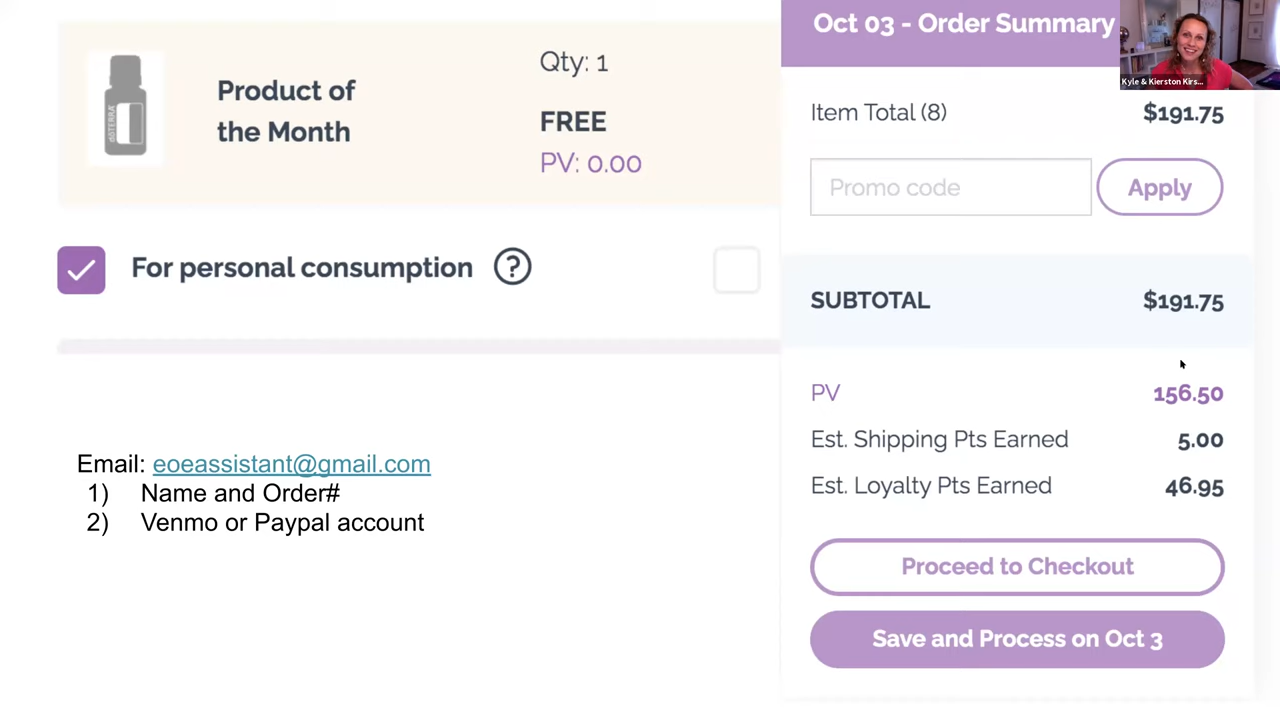 Product of
the Month
Qty: 1
FREE
PV: 0.00
dōTERRA
For personal consumption ?
Email: eoeassistant@gmail.com
1) Name and Order#
2) Venmo or Paypal account
Oct 03 - Order Summary
Item Total (8) $191.75
Promo code Apply
SUBTOTAL $191.75
PV 156.50
Est. Shipping Pts Earned 5.00
Est. Loyalty Pts Earned 46.95
Proceed to Checkout
Save and Process on Oct 3
Kyle & Kierston Kirs...